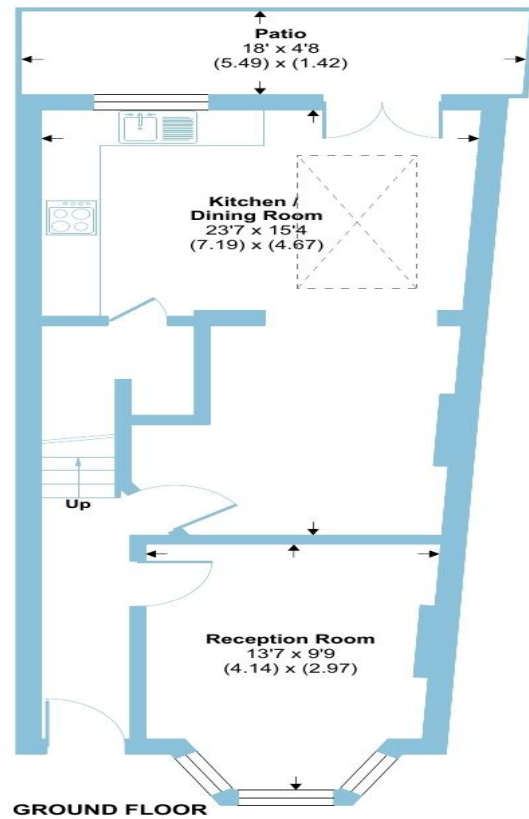 Patio
18' x 4'8
(5.49) x (1.42)
Kitchen /
Dining Room
23'7 x 15'4
(7.19) x (4.67)
Up
Reception Room
13'7 x 9'9
(4.14) x (2.97)
GROUND FLOOR